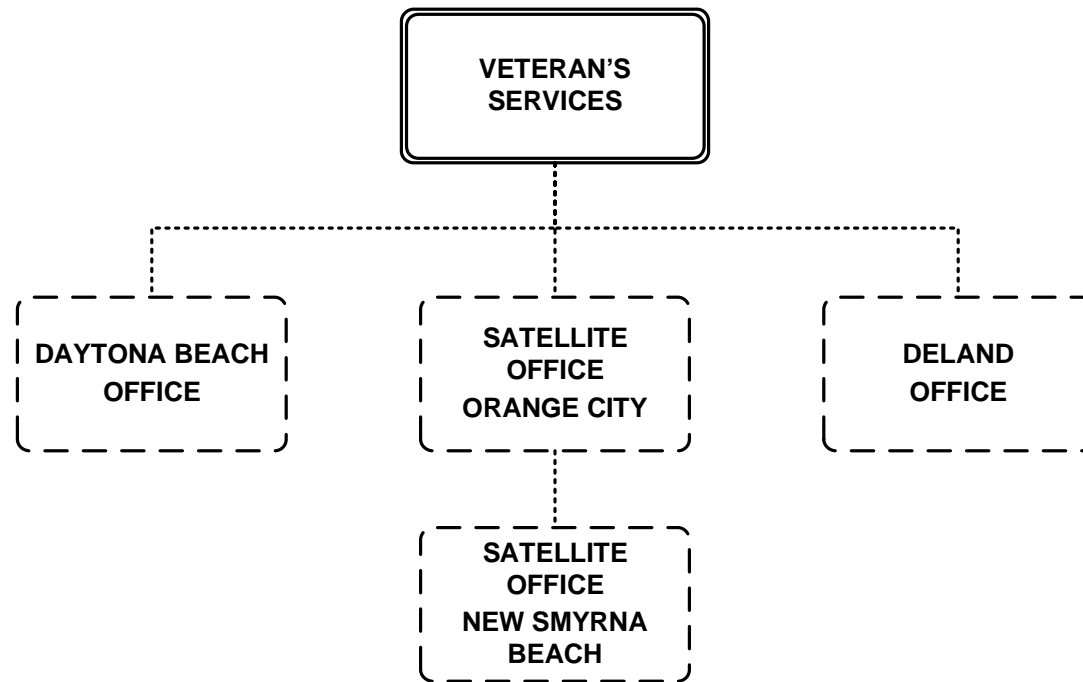 VETERAN'S
SERVICES
DAYTONA BEACH
OFFICE
SATELLITE
OFFICE
ORANGE CITY
DELAND
OFFICE
SATELLITE
OFFICE
NEW SMYRNA
BEACH